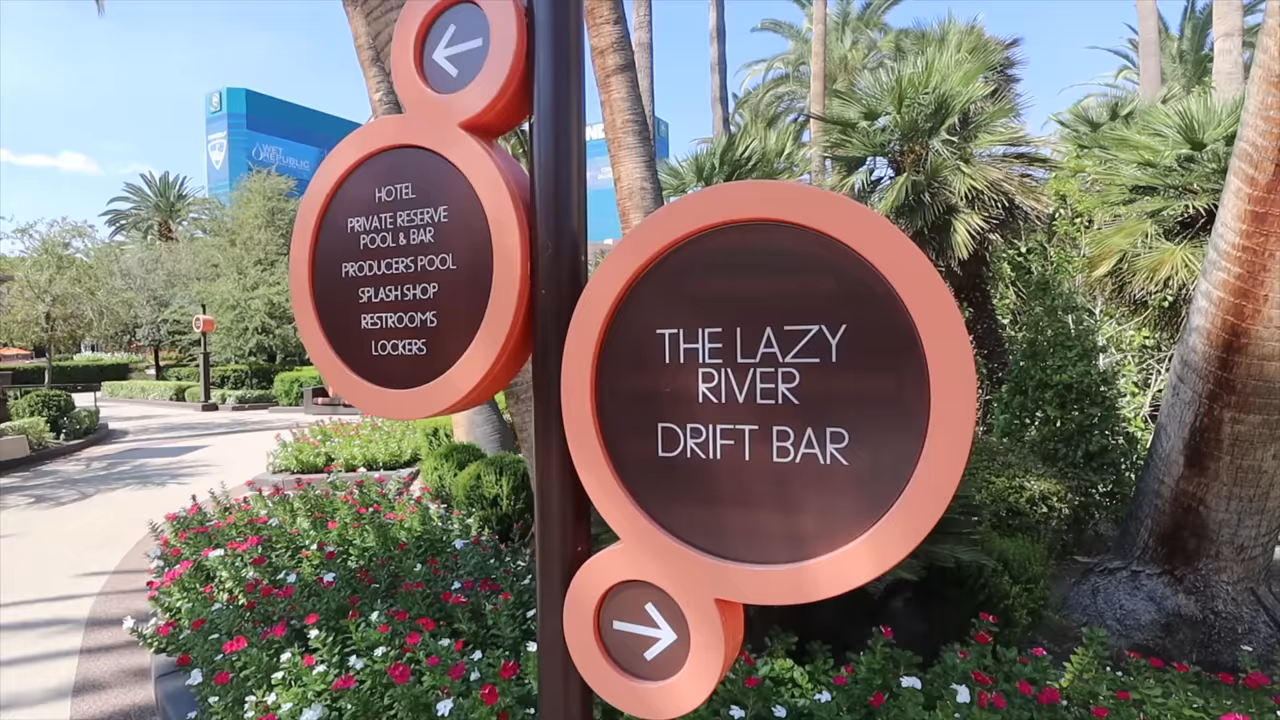 HOTEL
PRIVATE RESERVE
POOL & BAR
PRODUCERS POOL
SPLASH SHOP
RESTROOMS
LOCKERS
THE LAZY
RIVER
DRIFT BAR
WET
REPUBLIC